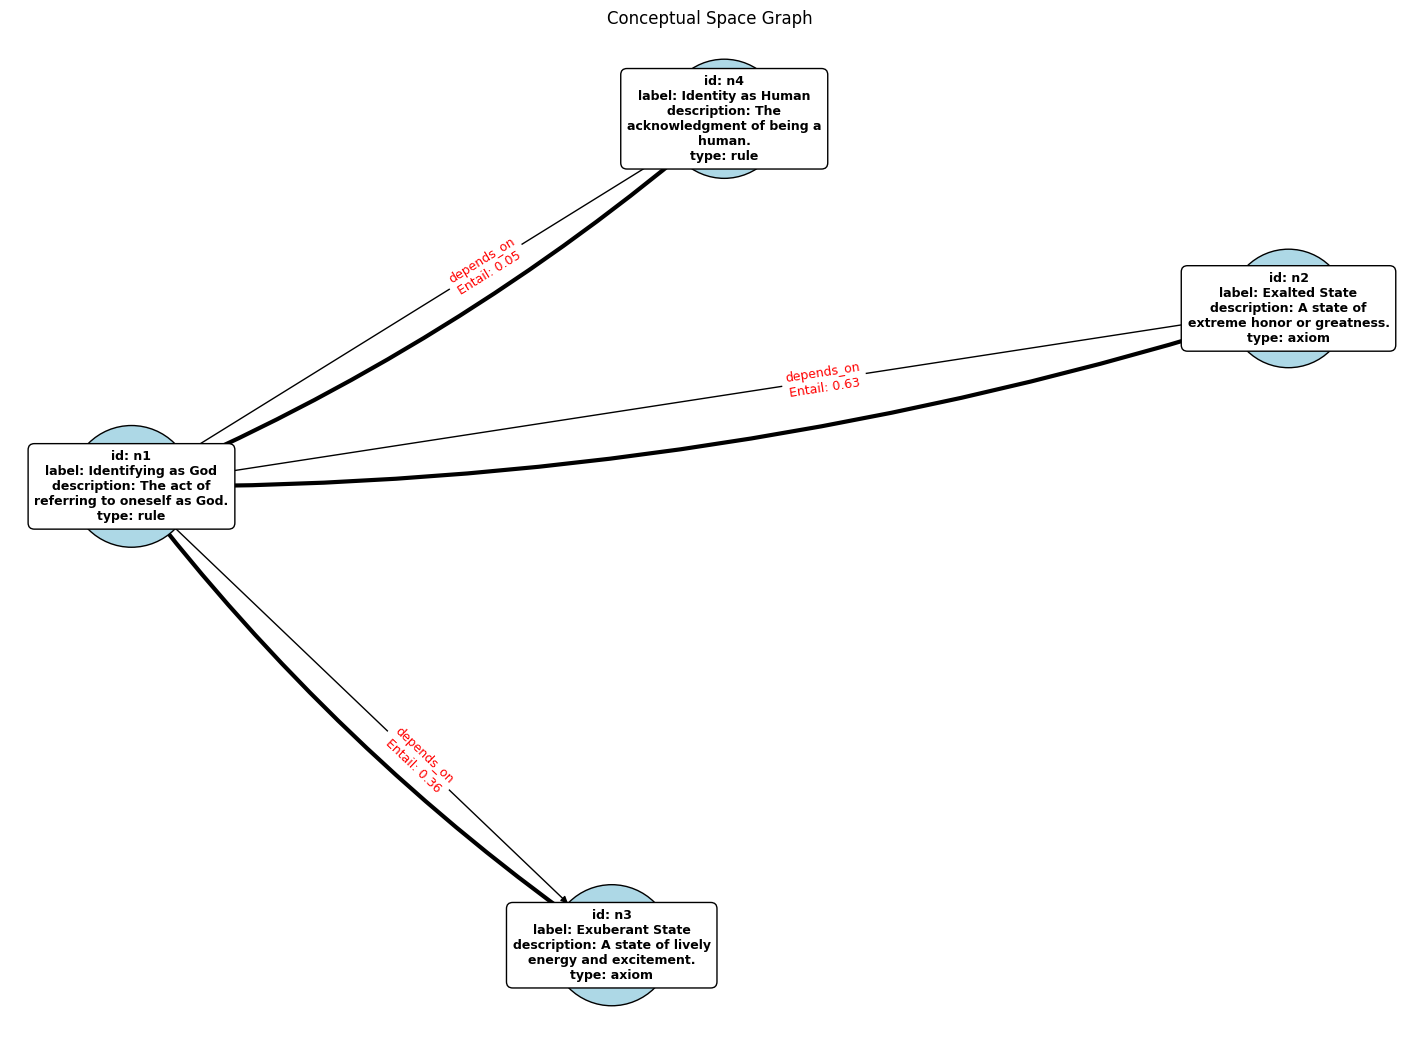 Conceptual Space Graph
id: n4
label: Identity as Human
description: The
acknowledgment of being a
human.
type: rule
depends_on
Entail: 0.05
id: n2
label: Exalted State
description: A state of
extreme honor or greatness.
type: axiom
depends_on
Entail: 0.63
id: n1
label: Identifying as God
description: The act of
referring to oneself as God.
type: rule
depends_on
Entail: 0.36
id: n3
label: Exuberant State
description: A state of lively
energy and excitement.
type: axiom